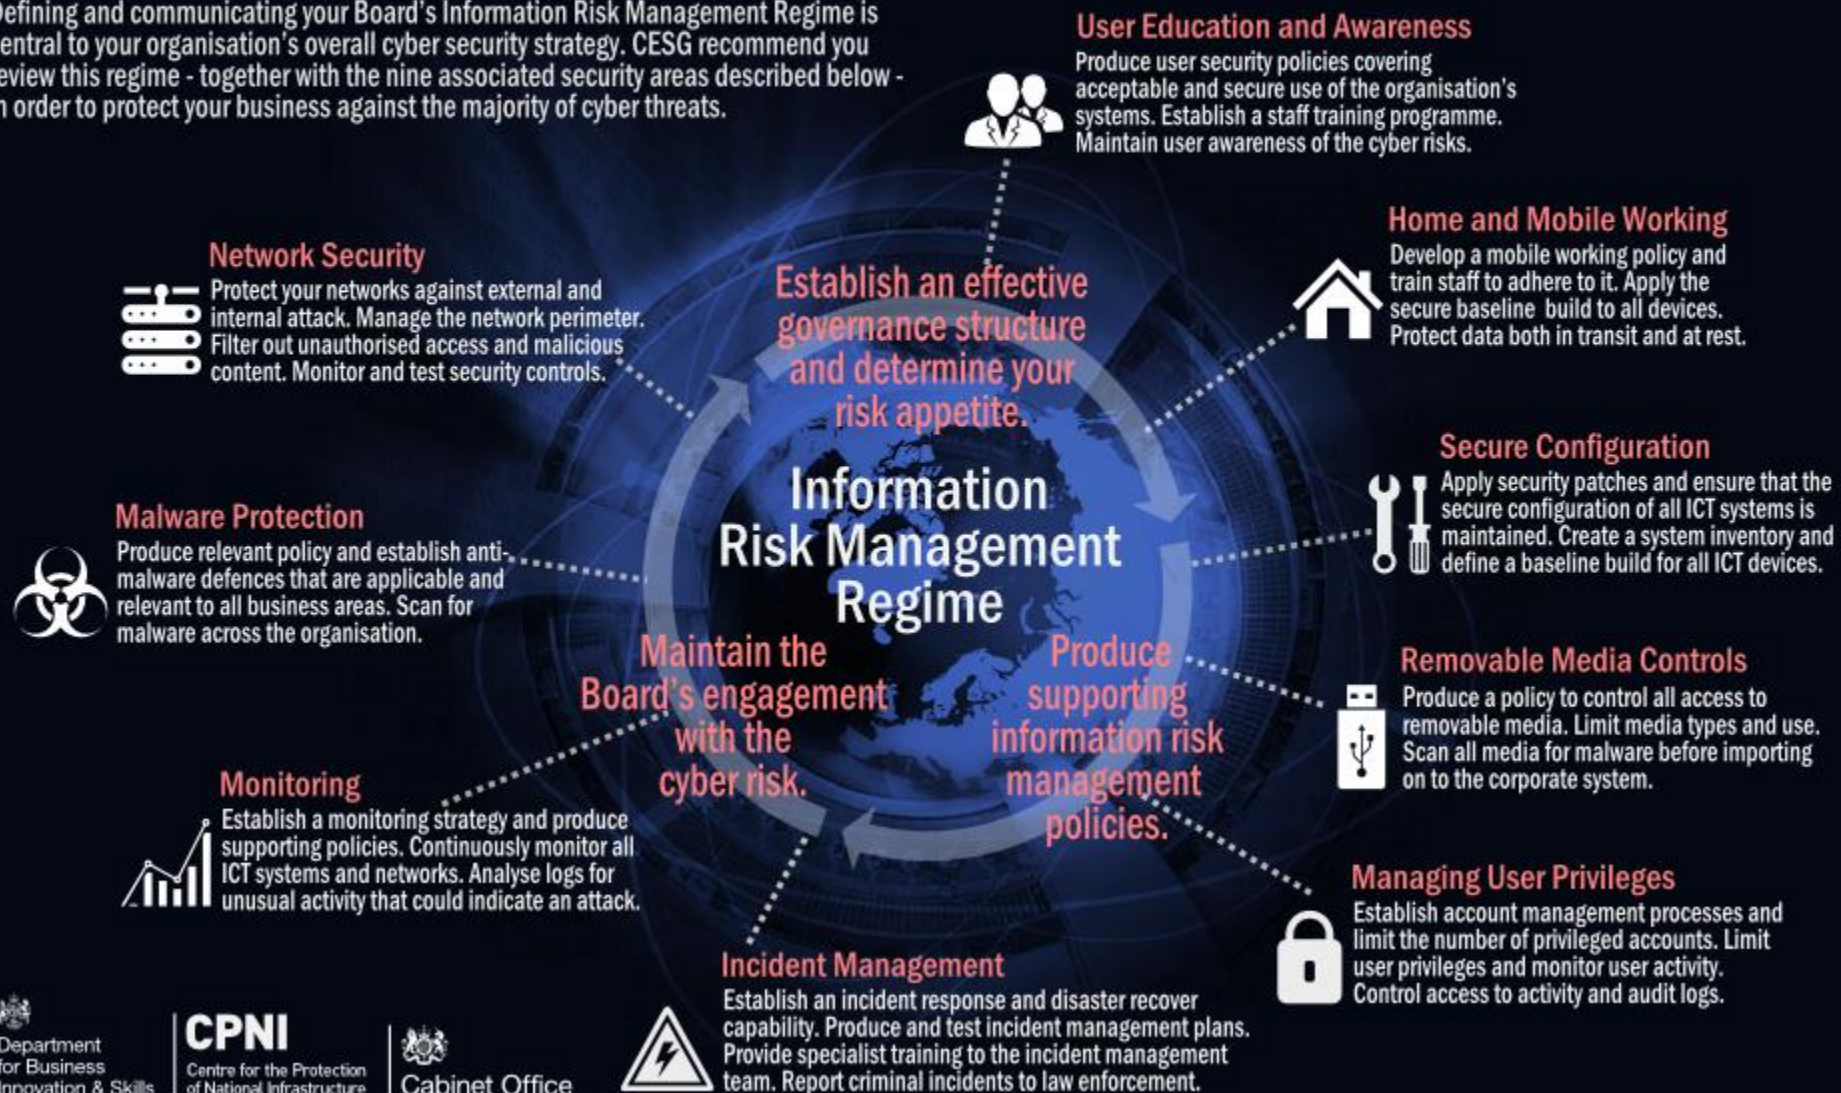 efining and communicating your Board's Information Risk Management Regime is
entral to your organisation's overall cyber security strategy. CESG recommend you
eview this regime - together with the nine associated security areas described below -
n order to protect your business against the majority of cyber threats.
User Education and Awareness
Produce user security policies covering
acceptable and secure use of the organisation's
systems. Establish a staff training programme.
Maintain user awareness of the cyber risks.
Home and Mobile Working
Develop a mobile working policy and
train staff to adhere to it. Apply the
secure baseline build to all devices.
Protect data both in transit and at rest.
Network Security
Protect your networks against external and
internal attack. Manage the network perimeter.
Filter out unauthorised access and malicious
content. Monitor and test security controls.
Establish an effective
governance structure
and determine your
risk appetite.
Secure Configuration
Apply security patches and ensure that the
secure configuration of all ICT systems is
maintained. Create a system inventory and
define a baseline build for all ICT devices.
Information
Risk Management
Regime
Malware Protection
Produce relevant policy and establish anti-
malware defences that are applicable and
relevant to all business areas. Scan for
malware across the organisation.
Maintain the
Board's engagement
with the
cyber risk.
Produce
supporting
information risk
management
policies.
Removable Media Controls
Produce a policy to control all access to
removable media. Limit media types and use.
Scan all media for malware before importing
on to the corporate system.
Monitoring
Establish a monitoring strategy and produce
supporting policies. Continuously monitor all
ICT systems and networks. Analyse logs for
unusual activity that could indicate an attack.
Managing User Privileges
Establish account management processes and
limit the number of privileged accounts. Limit
user privileges and monitor user activity.
Control access to activity and audit logs.
Incident Management
Establish an incident response and disaster recover
capability. Produce and test incident management plans.
Provide specialist training to the incident management
team. Report criminal incidents to law enforcement.
Department
for Business
Innovation & Skills
CPNI
Centre for the Protection
of National Infrastructure
Cabinet Office